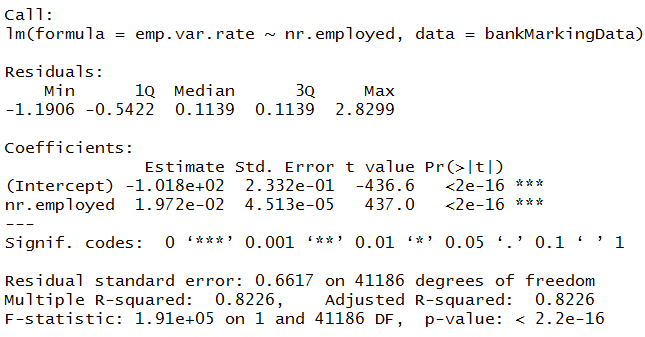 Call:
lm(formula = emp.var.rate ~ nr.employed, data = bankMarkingData)
Residuals:
    Min      1Q  Median      3Q     Max
-1.1906 -0.5422  0.1139  0.1139  2.8299
Coefficients:
              Estimate Std. Error t value Pr(>|t|)
(Intercept) -1.018e+02  2.332e-01  -436.6   <2e-16 ***
nr.employed  1.972e-02  4.513e-05   437.0   <2e-16 ***
---
Signif. codes:  0 ‘***’ 0.001 ‘**’ 0.01 ‘*’ 0.05 ‘.’ 0.1 ‘ ’ 1
Residual standard error: 0.6617 on 41186 degrees of freedom
Multiple R-squared:  0.8226,    Adjusted R-squared:  0.8226
F-statistic: 1.91e+05 on 1 and 41186 DF,  p-value: < 2.2e-16